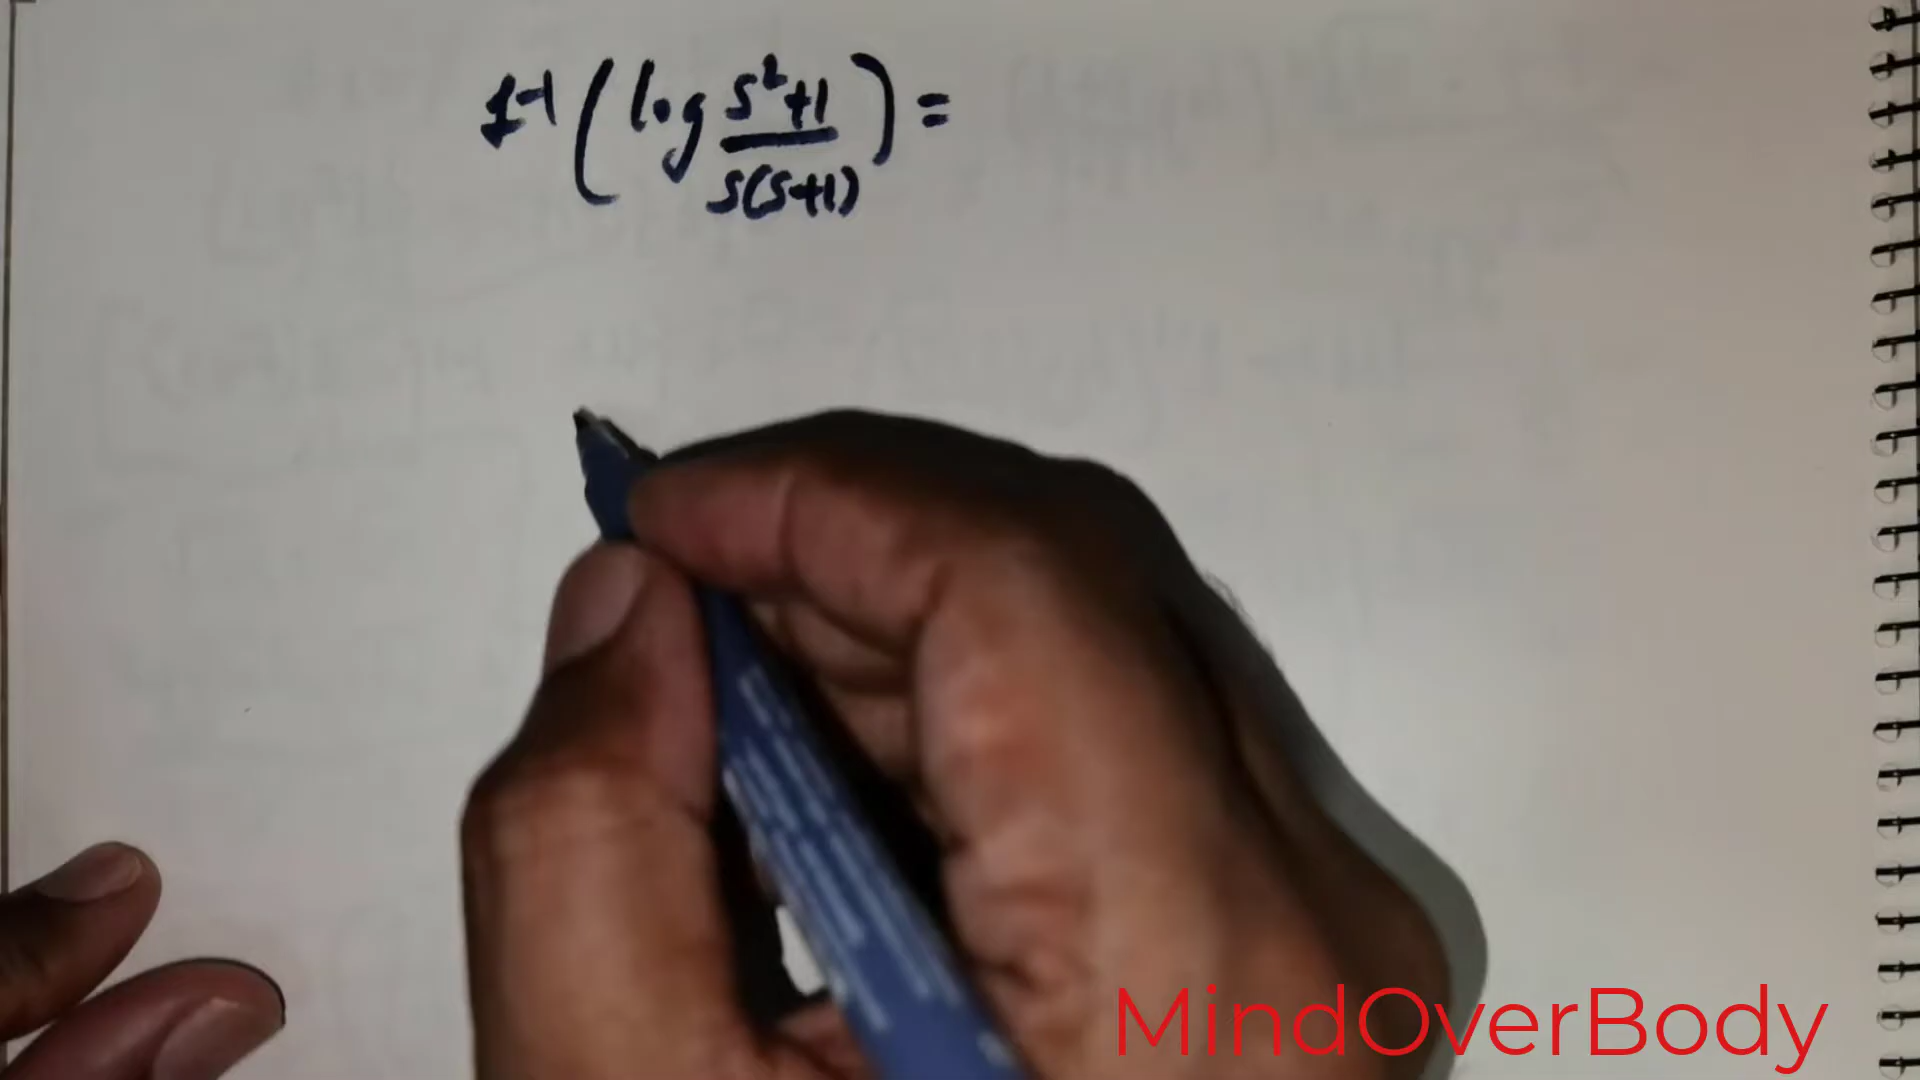 L⁻¹ ( log s²+1 / s(s+1) ) =
MindOverBody